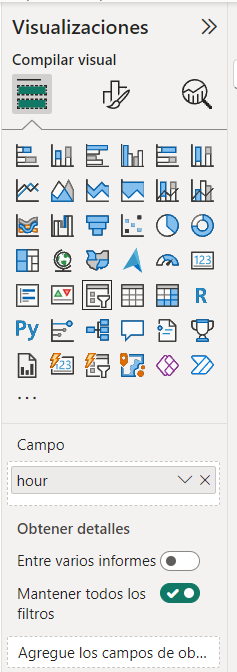 Visualizaciones
Compilar visual
123
R
Py
123
Campo
hour
Obtener detalles
Entre varios informes
Mantener todos los
filtros
Agregue los campos de ob...